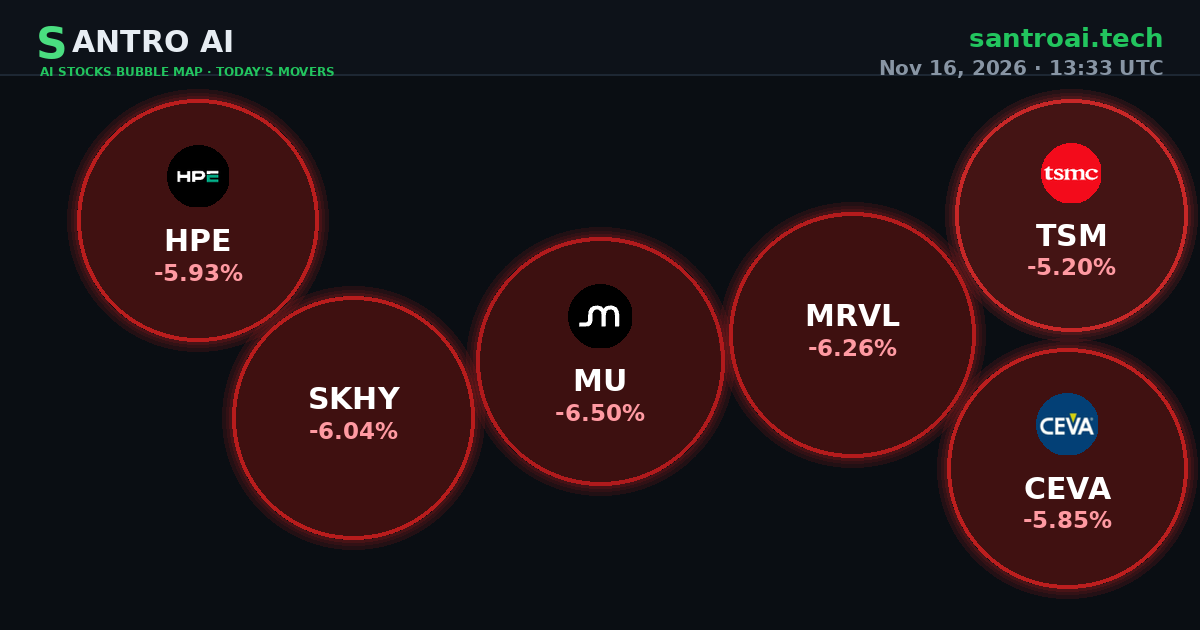 SANTRO AI
AI STOCKS BUBBLE MAP · TODAY'S MOVERS
santroai.tech
Nov 16, 2026 · 13:33 UTC
HPE
HPE
-5.93%
SKHY
-6.04%
MU
-6.50%
MRVL
-6.26%
tsmc
TSM
-5.20%
CEVA
CEVA
-5.85%